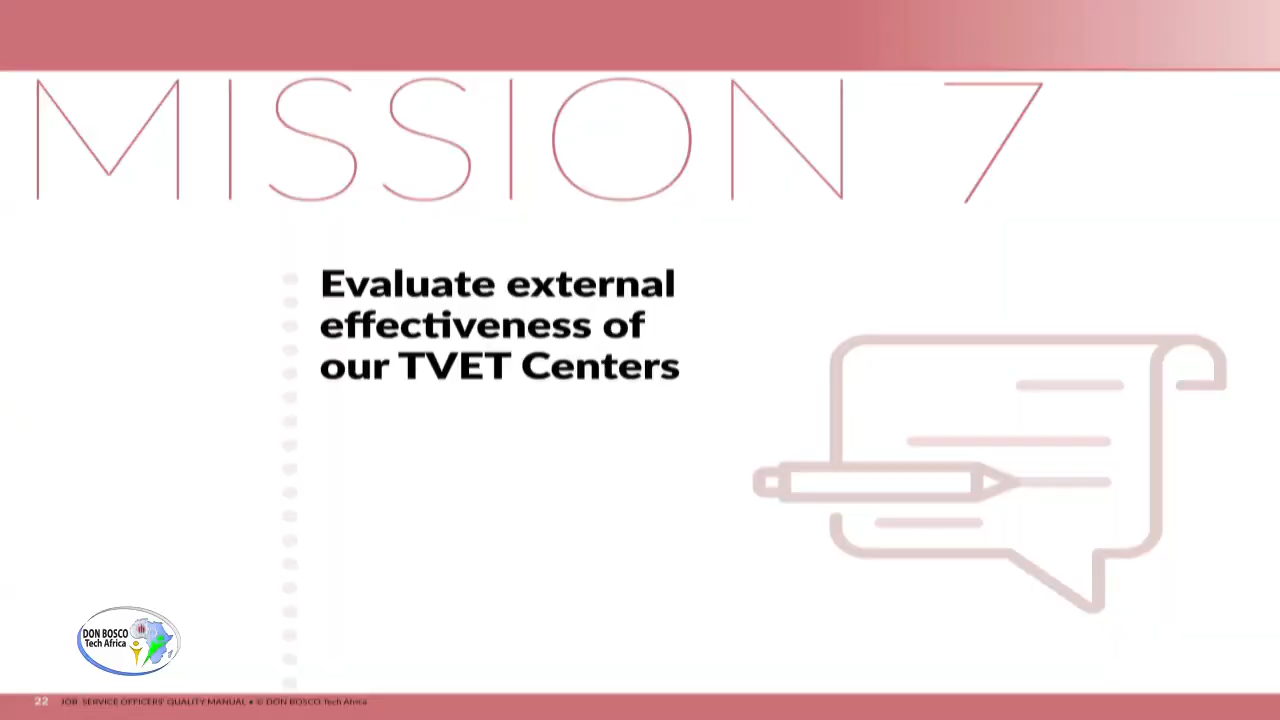 MISSION 7
Evaluate external
effectiveness of
our TVET Centers
DON BOSCO
Tech Africa
22 JOB SERVICE OFFICERS' QUALITY MANUAL • © DON BOSCO Tech Africa